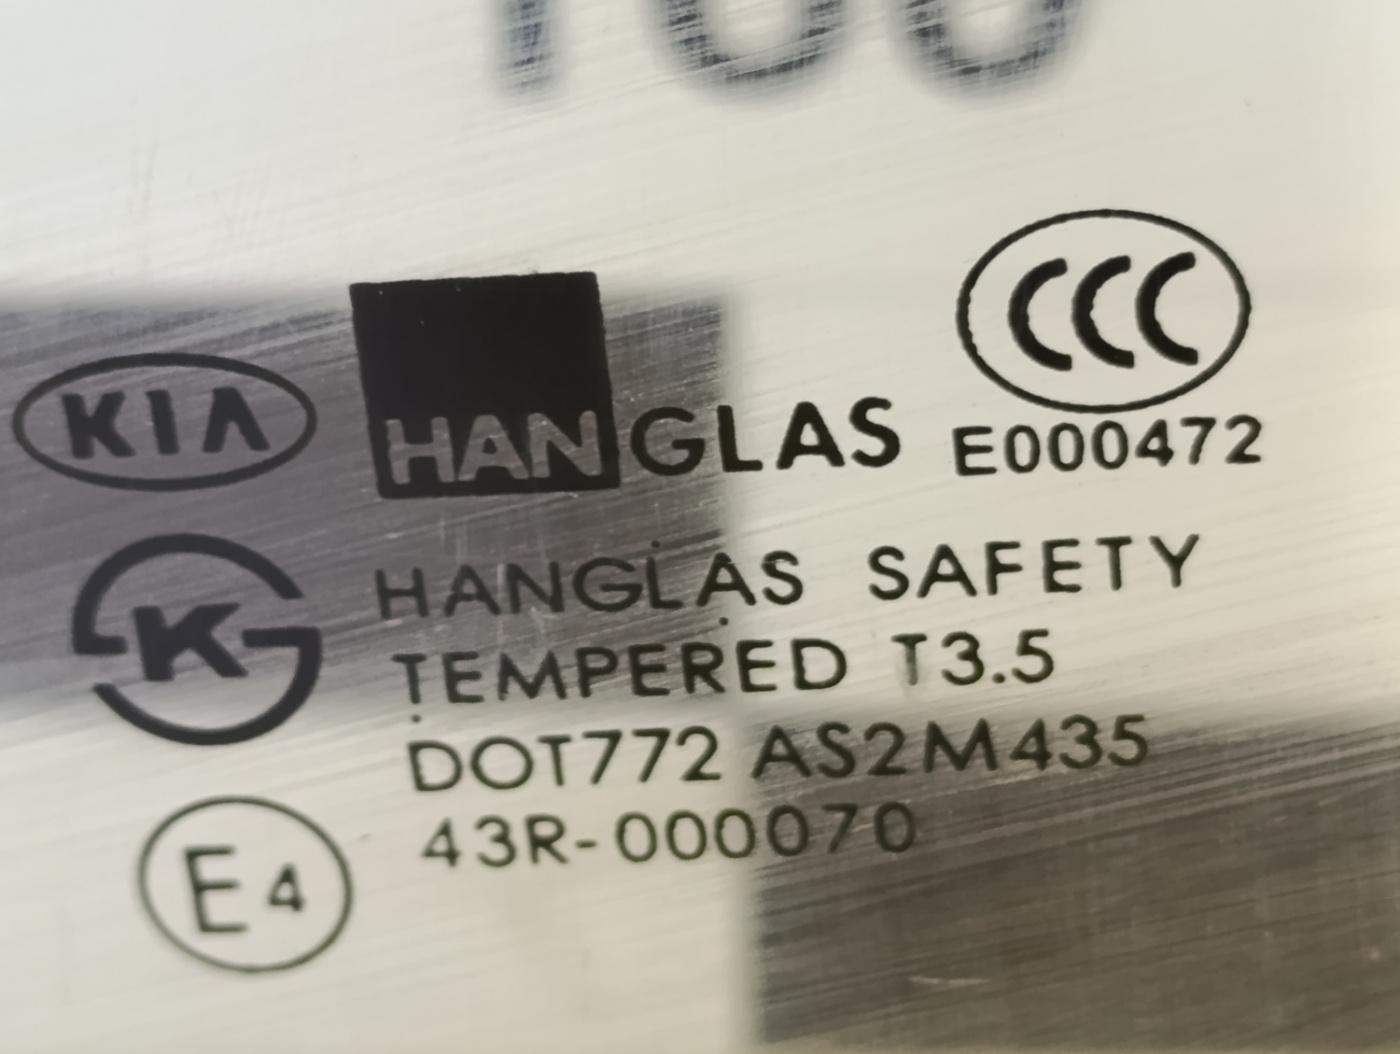 KIA
HANGLAS
CCC
E000472
K
HANGLAS SAFETY
TEMPERED T3.5
DOT772 AS2M435
43R-000070
E4